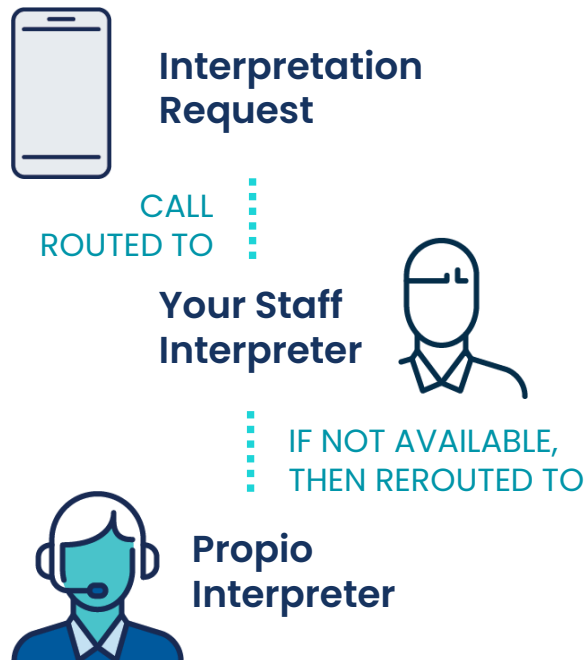 Interpretation
Request
CALL
ROUTED TO
Your Staff
Interpreter
IF NOT AVAILABLE,
THEN REROUTED TO
Propio
Interpreter